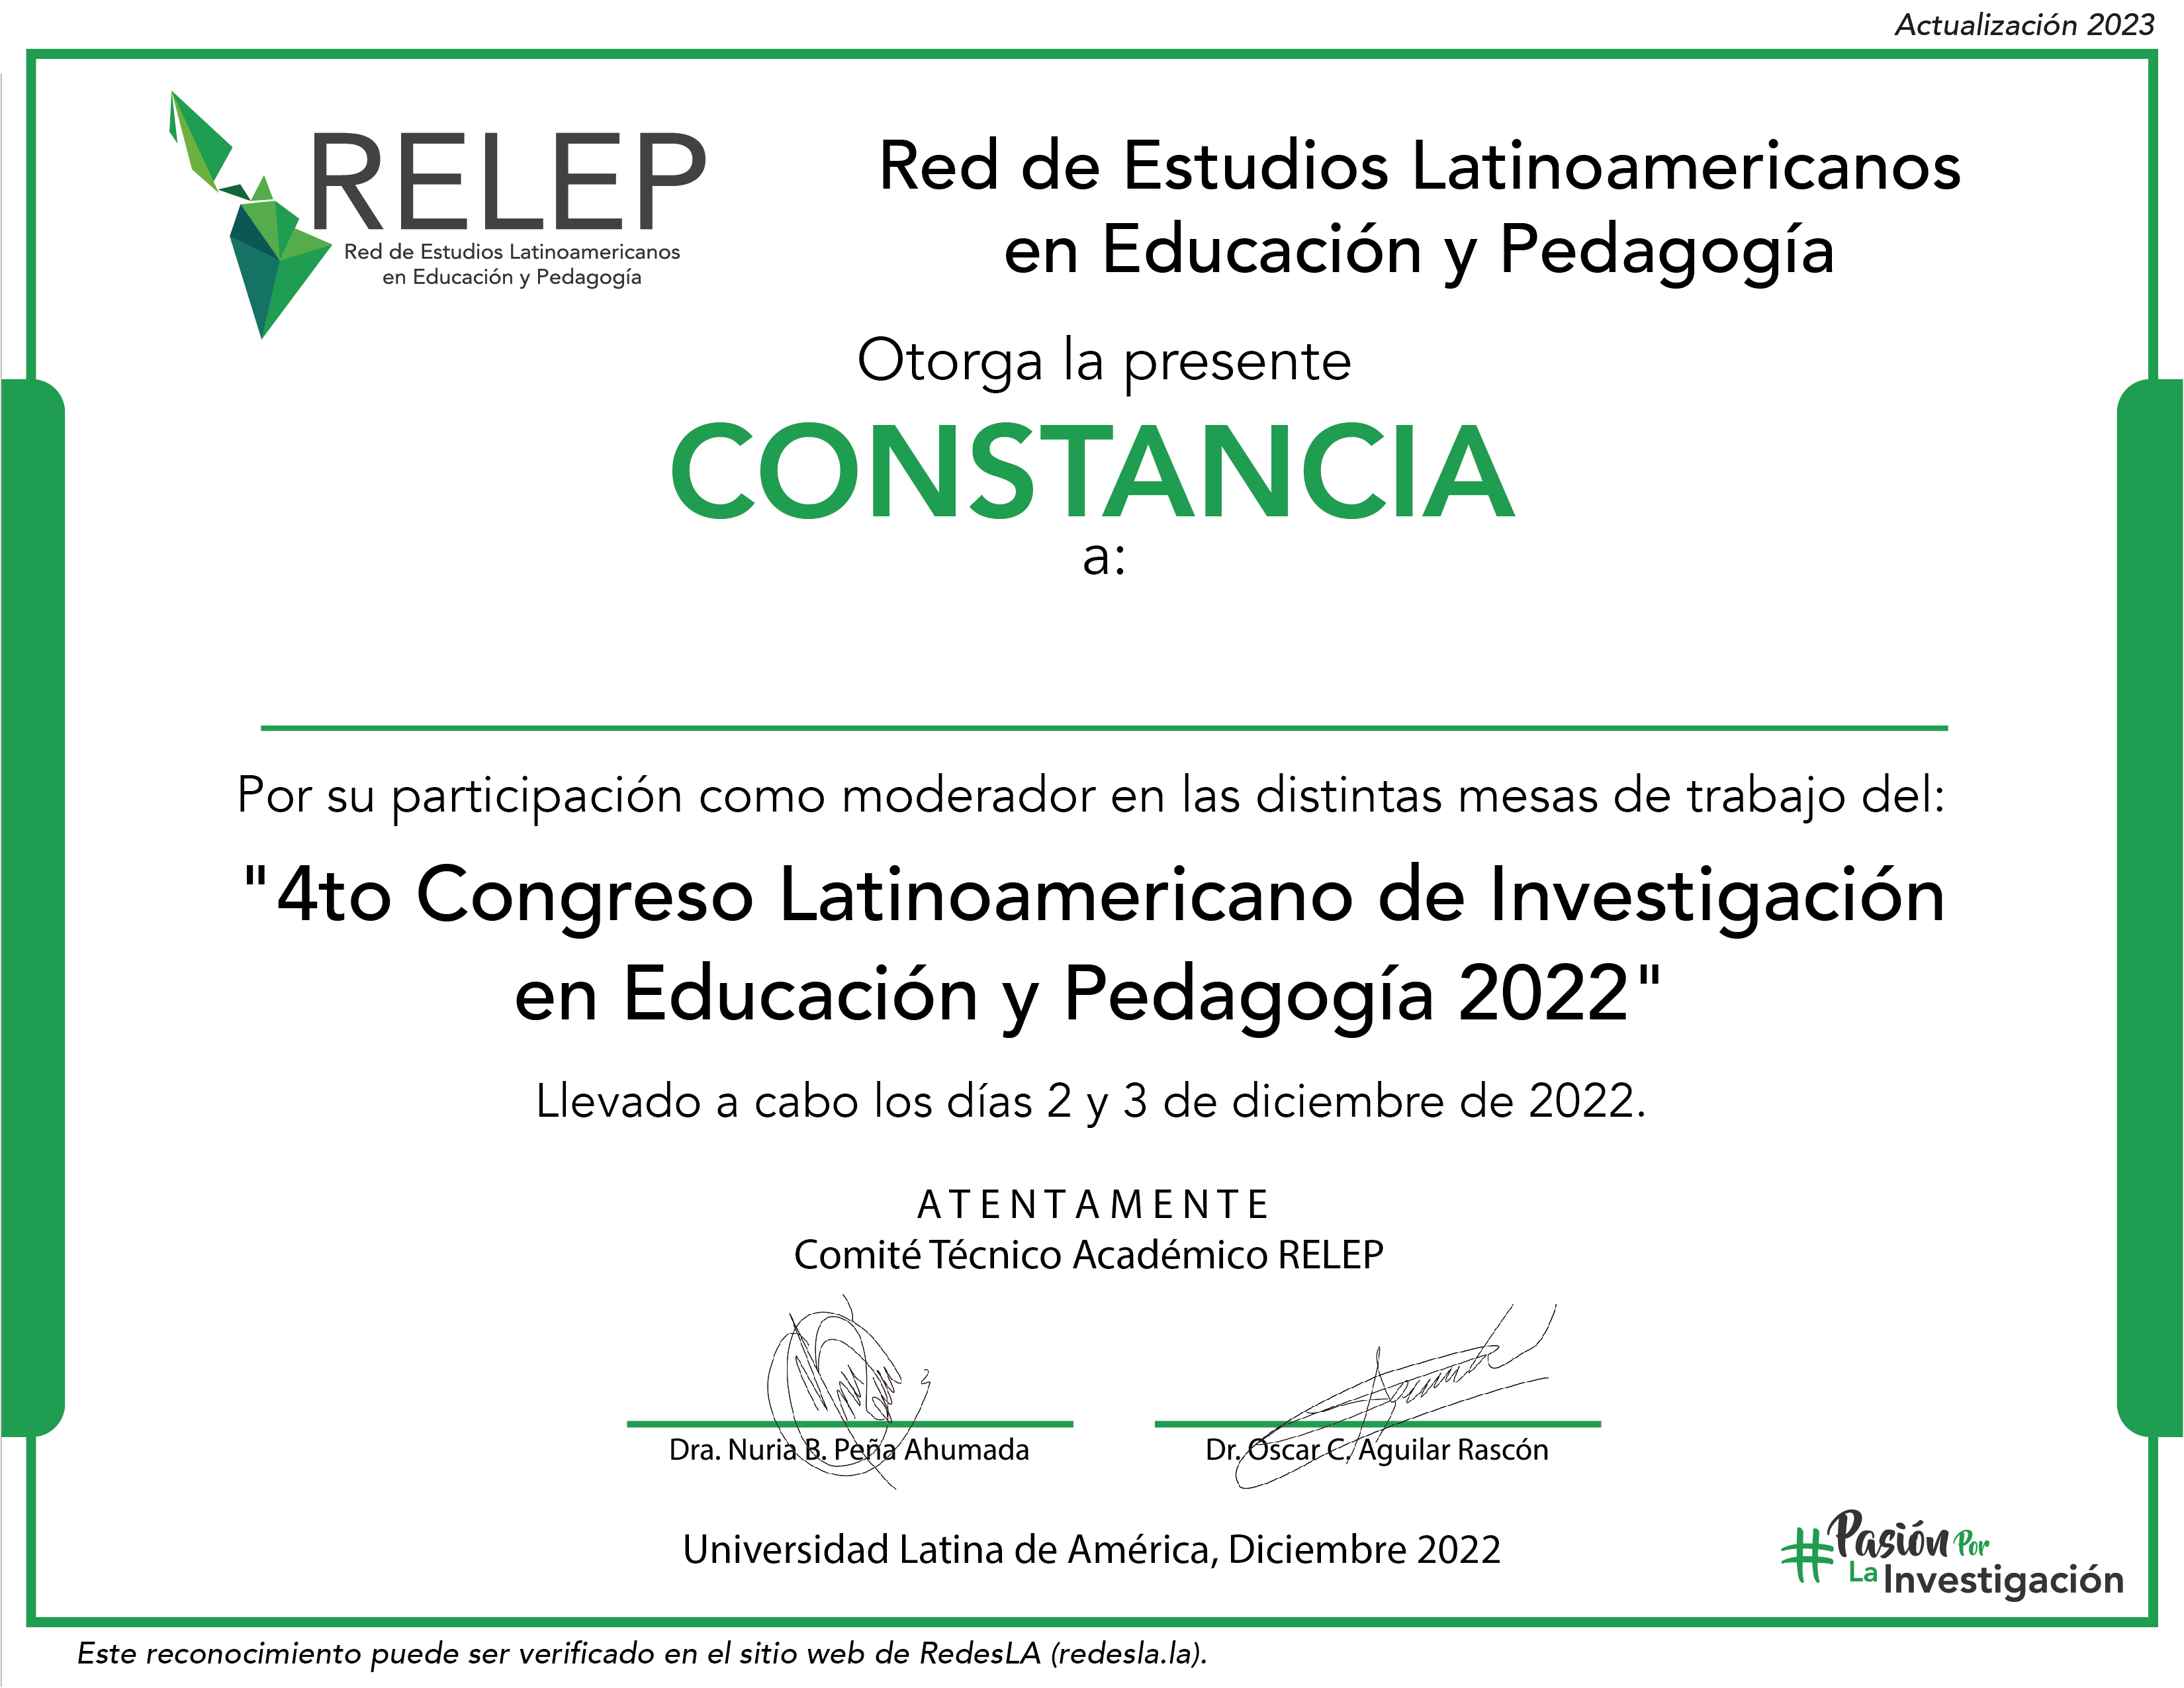 Actualización 2023
RELEP
Red de Estudios Latinoamericanos
en Educación y Pedagogía
Red de Estudios Latinoamericanos
en Educación y Pedagogía
Otorga la presente
CONSTANCIA
a:
Por su participación como moderador en las distintas mesas de trabajo del:
"4to Congreso Latinoamericano de Investigación
en Educación y Pedagogía 2022"
Llevado a cabo los días 2 y 3 de diciembre de 2022.
ATENTAMENTE
Comité Técnico Académico RELEP
Dra. Nuria B. Peña Ahumada
Dr. Oscar C. Aguilar Rascón
Universidad Latina de América, Diciembre 2022
#Pasión Por
La Investigación
Este reconocimiento puede ser verificado en el sitio web de RedesLA (redesla.la).